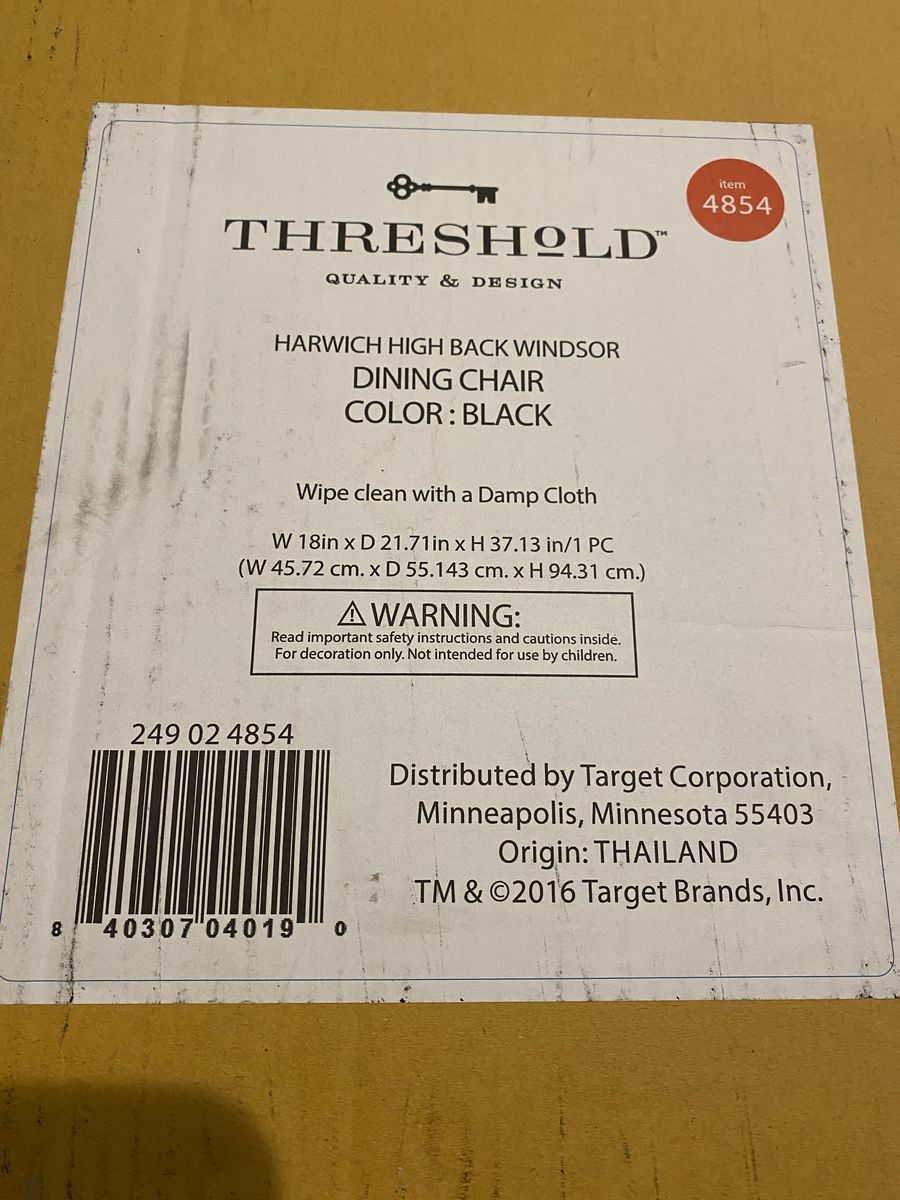 item
4854
THRESHOLD™
QUALITY & DESIGN
HARWICH HIGH BACK WINDSOR
DINING CHAIR
COLOR : BLACK
Wipe clean with a Damp Cloth
W 18in x D 21.71in x H 37.13 in/1 PC
(W 45.72 cm. x D 55.143 cm. x H 94.31 cm.)
⚠ WARNING:
Read important safety instructions and cautions inside.
For decoration only. Not intended for use by children.
249 02 4854
8 40307 04019 0
Distributed by Target Corporation,
Minneapolis, Minnesota 55403
Origin: THAILAND
TM & ©2016 Target Brands, Inc.